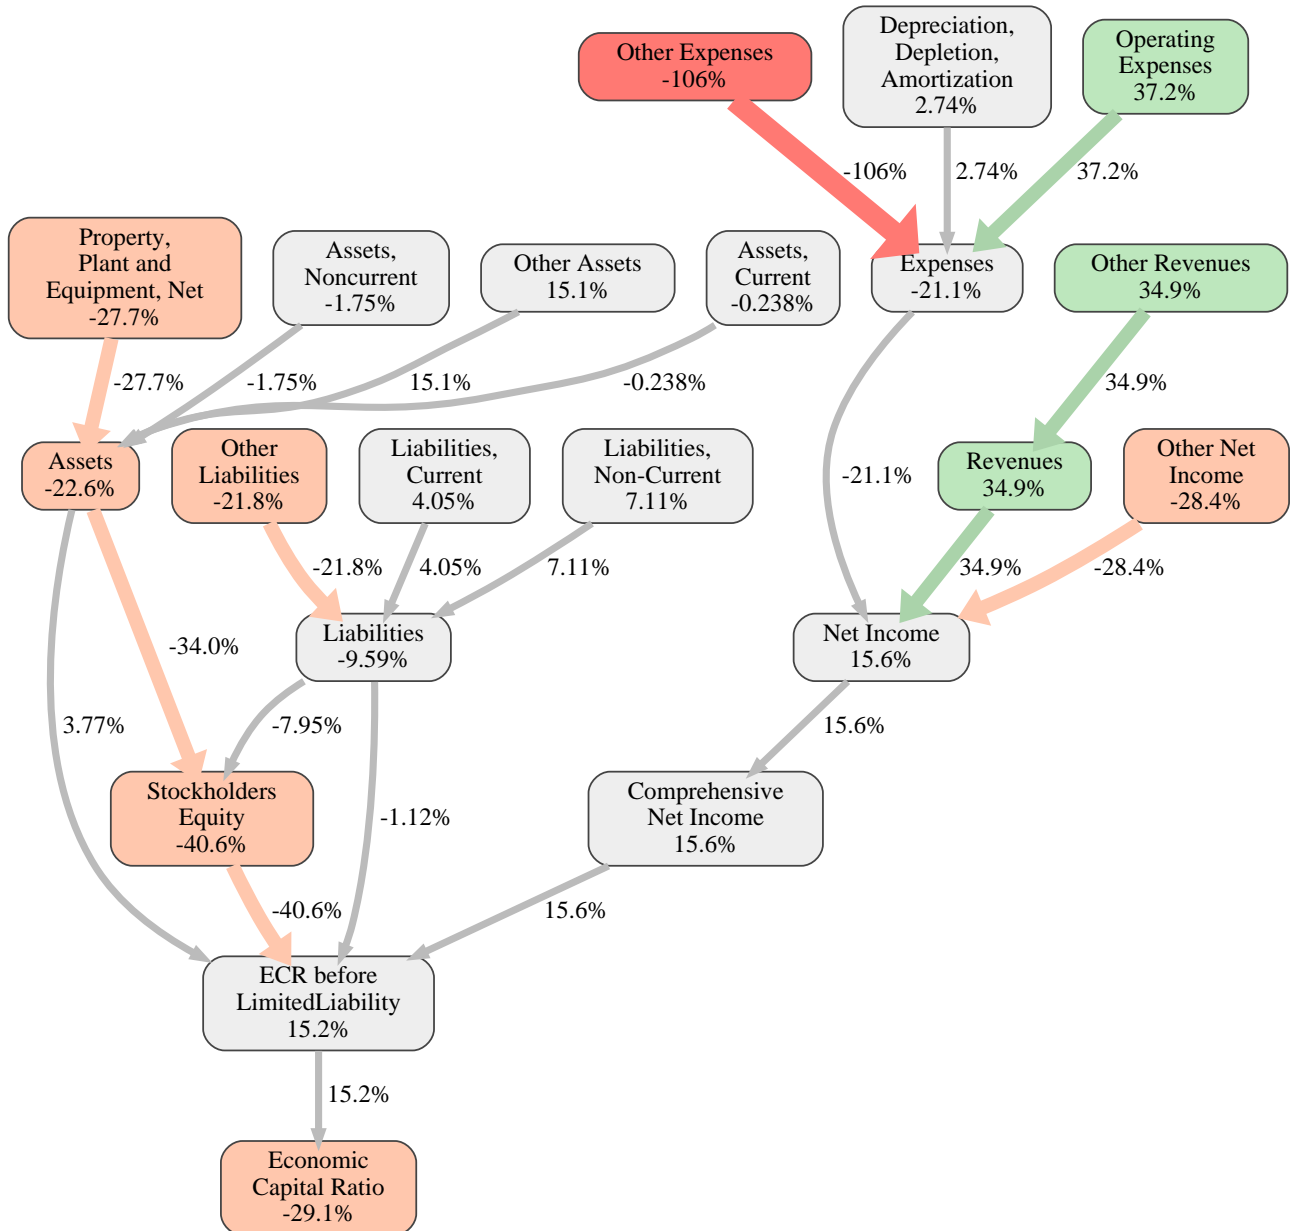 Other Expenses
-106%
Depreciation,
Depletion,
Amortization
2.74%
Operating
Expenses
37.2%
-106%
2.74%
37.2%
Property,
Plant and
Equipment, Net
-27.7%
Assets,
Noncurrent
-1.75%
Other Assets
15.1%
Assets,
Current
-0.238%
Expenses
-21.1%
Other Revenues
34.9%
-27.7%
-1.75%
15.1%
-0.238%
34.9%
Assets
-22.6%
Other
Liabilities
-21.8%
Liabilities,
Current
4.05%
Liabilities,
Non-Current
7.11%
-21.1%
Revenues
34.9%
Other Net
Income
-28.4%
-21.8%
4.05%
7.11%
34.9%
-28.4%
-34.0%
Liabilities
-9.59%
Net Income
15.6%
3.77%
-7.95%
15.6%
Stockholders
Equity
-40.6%
-1.12%
Comprehensive
Net Income
15.6%
-40.6%
15.6%
ECR before
LimitedLiability
15.2%
15.2%
Economic
Capital Ratio
-29.1%